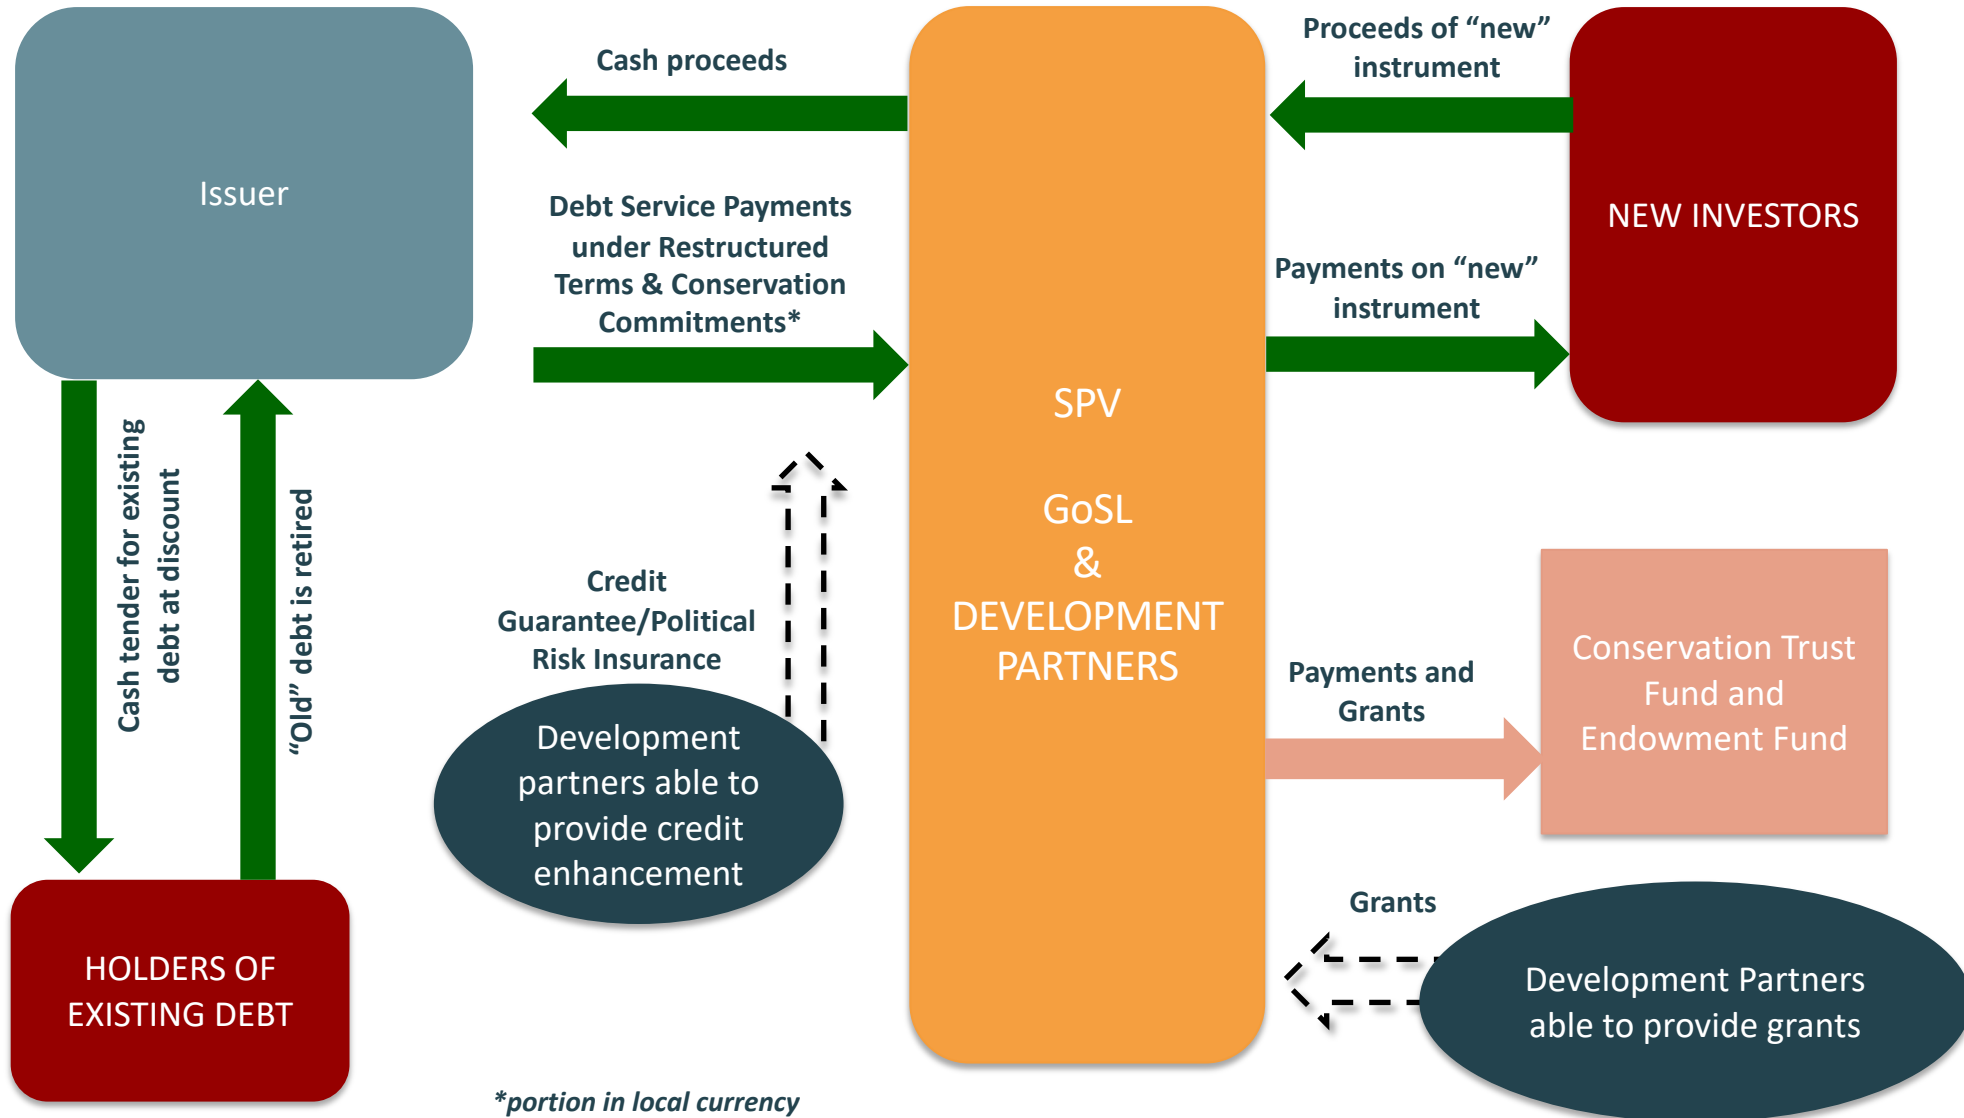 Cash proceeds
Proceeds of “new”
instrument
Issuer
NEW INVESTORS
Debt Service Payments
under Restructured
Terms & Conservation
Commitments*
Payments on “new”
instrument
SPV
GoSL
&
DEVELOPMENT
PARTNERS
Cash tender for existing
debt at discount
“Old” debt is retired
Credit
Guarantee/Political
Risk Insurance
Development
partners able to
provide credit
enhancement
Payments and
Grants
Conservation Trust
Fund and
Endowment Fund
Grants
Development Partners
able to provide grants
HOLDERS OF
EXISTING DEBT
*portion in local currency